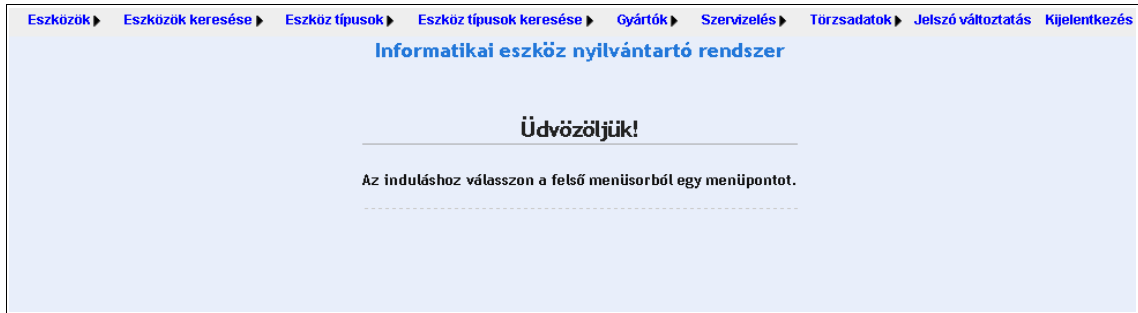 Eszközök Eszközök keresése Eszköz típusok Eszköz típusok keresése Gyártók Szervizelés Törzsadatok Jelszó változtatás Kijelentkezés
Informatikai eszköz nyilvántartó rendszer
Üdvözöljük!
Az induláshoz válasszon a felső menüsorból egy menüpontot.